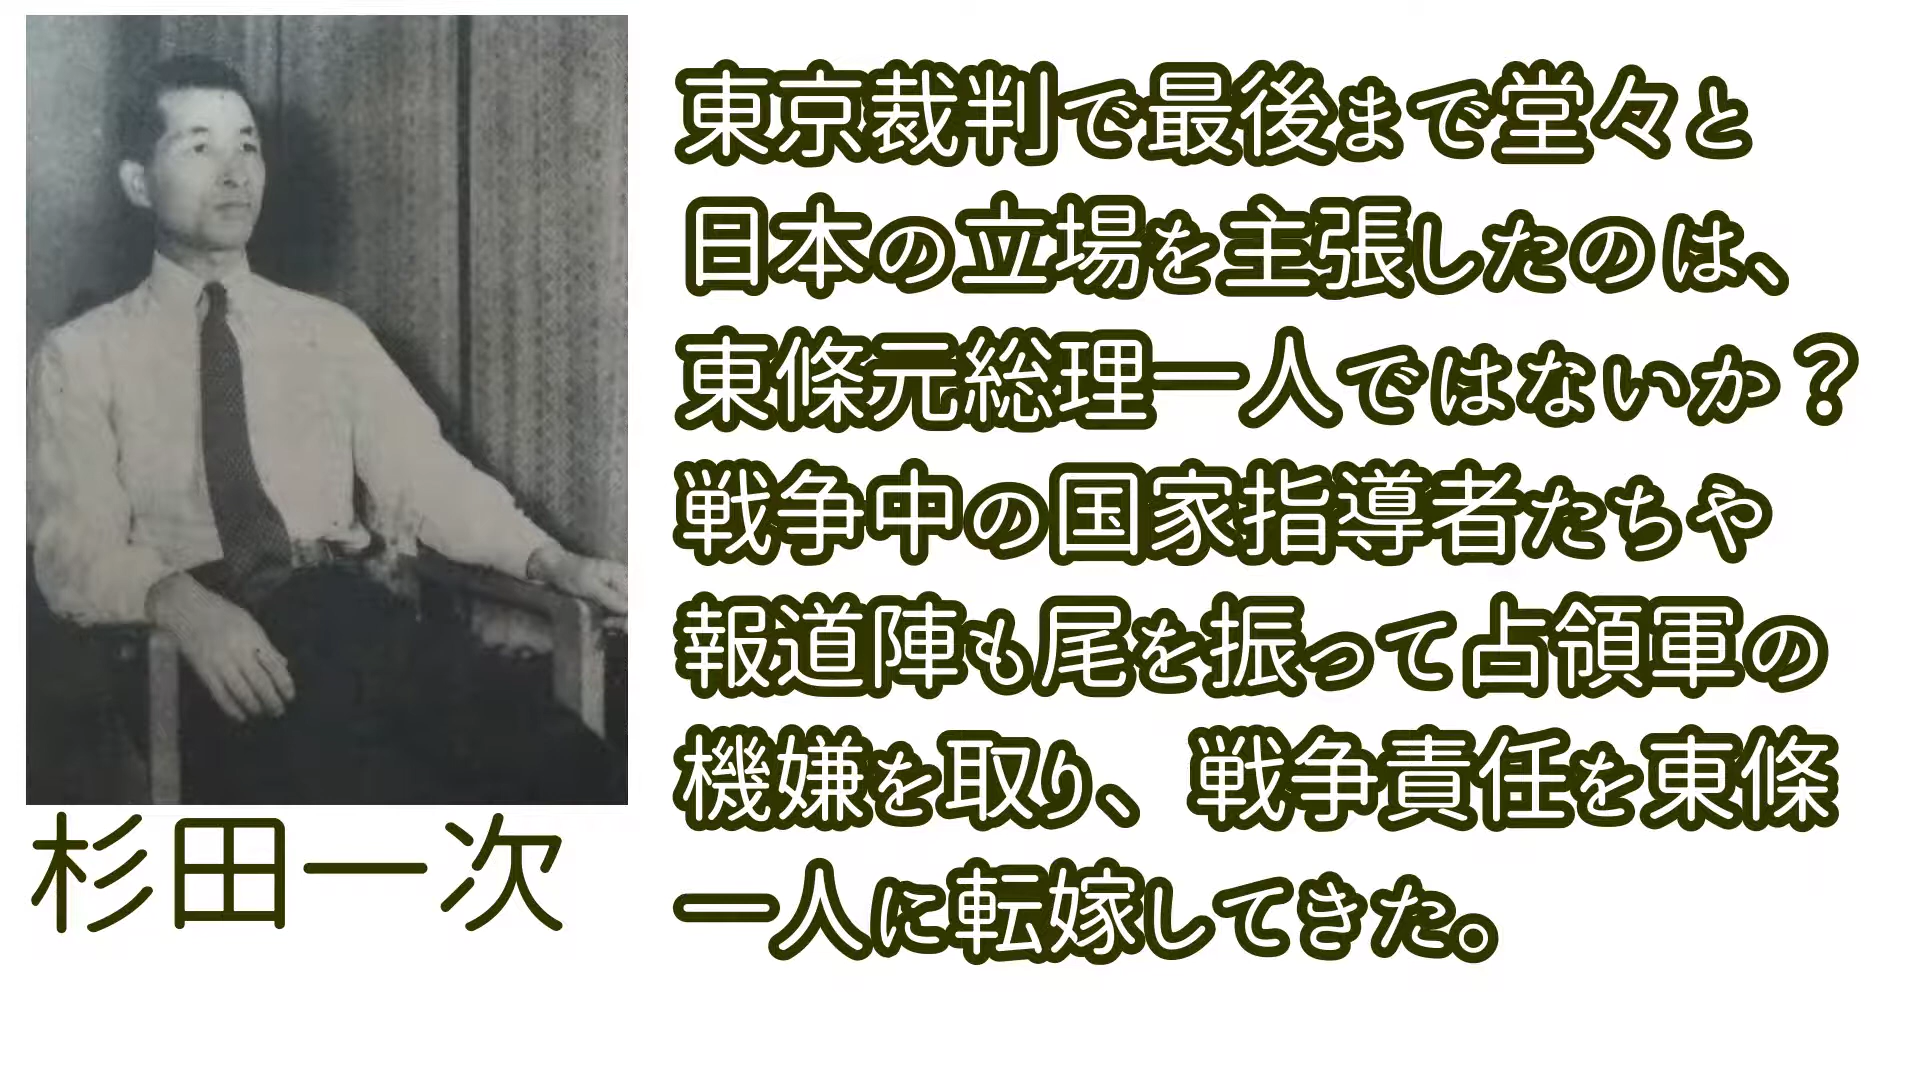 東京裁判で最後まで堂々と
日本の立場を主張したのは、
東條元総理一人ではないか？
戦争中の国家指導者たちや
報道陣も尾を振って占領軍の
機嫌を取り、戦争責任を東條
一人に転嫁してきた。
杉田一次